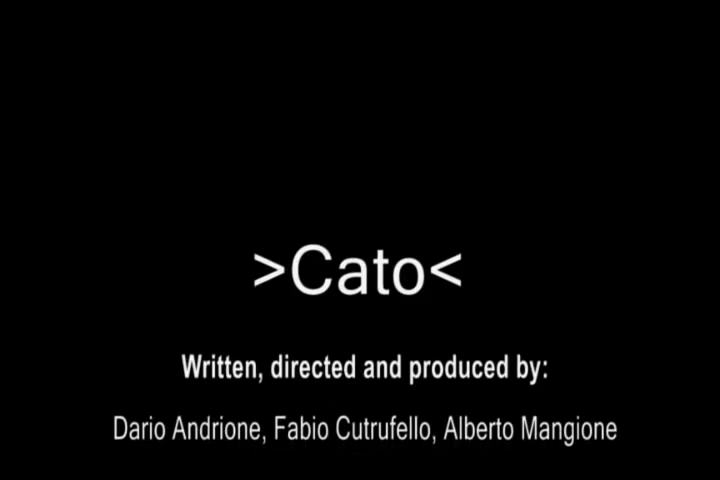 >Cato<
Written, directed and produced by:
Dario Andrione, Fabio Cutrufello, Alberto Mangione